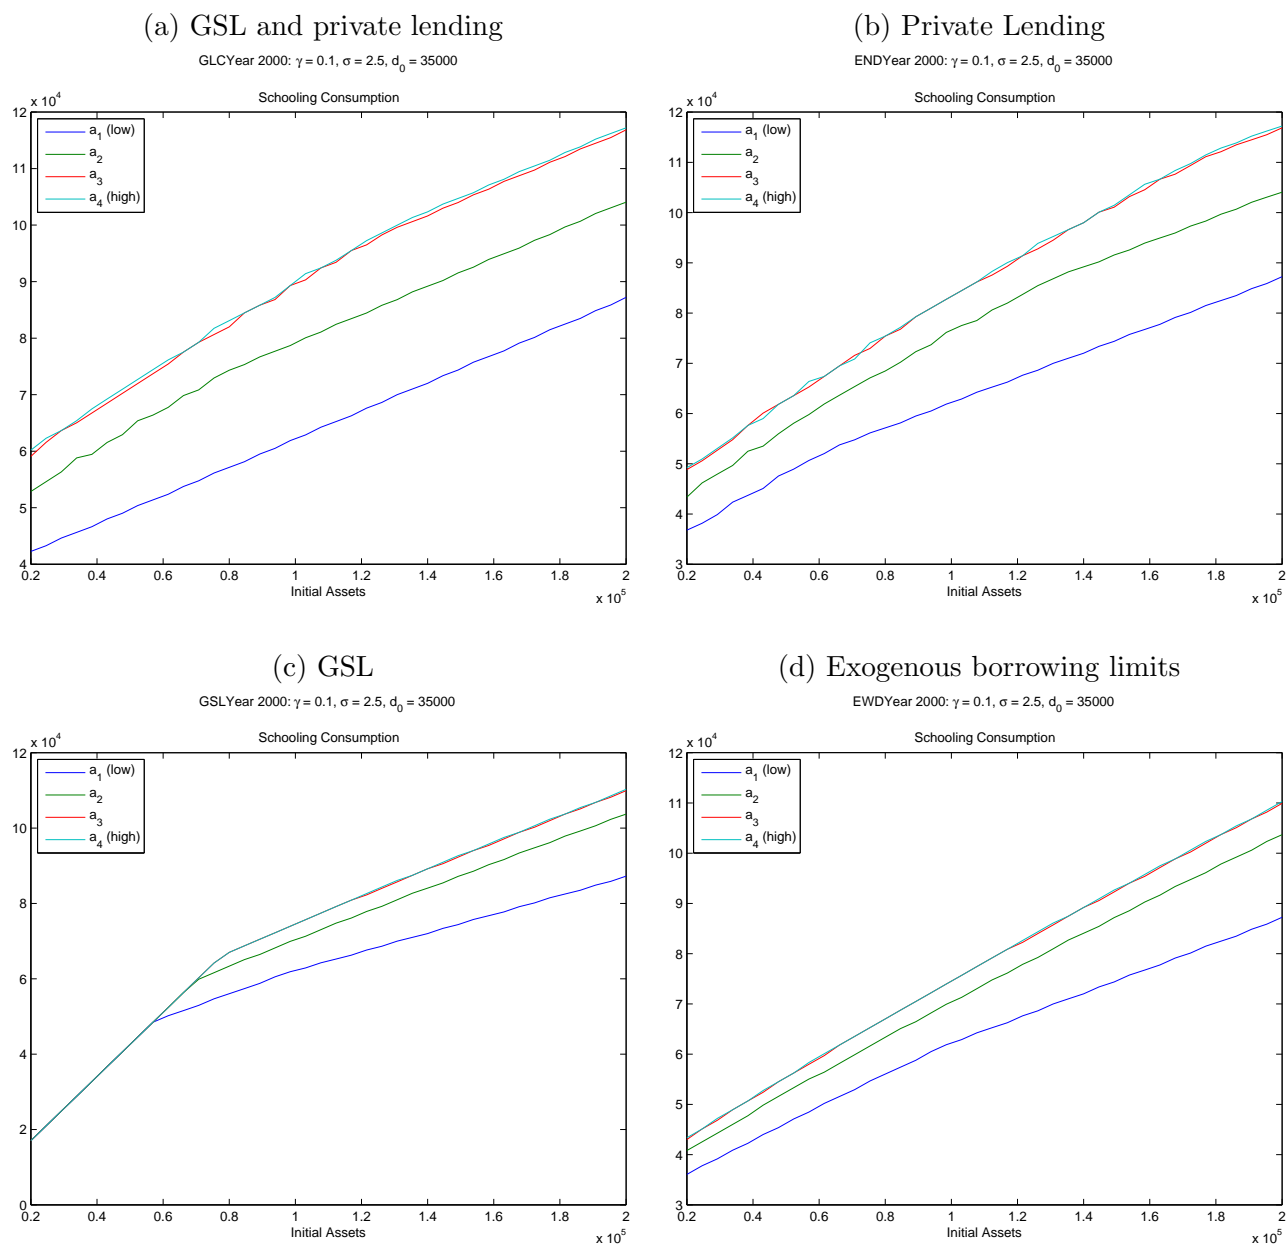 (a) GSL and private lending
GLCYear 2000: γ = 0.1, σ = 2.5, d0 = 35000
Schooling Consumption
x 10^4
12
11
10
9
8
7
6
5
4
a1 (low)
a2
a3
a4 (high)
0.2 0.4 0.6 0.8 1 1.2 1.4 1.6 1.8 2
Initial Assets
x 10^5
(b) Private Lending
ENDYear 2000: γ = 0.1, σ = 2.5, d0 = 35000
Schooling Consumption
x 10^4
12
11
10
9
8
7
6
5
4
3
a1 (low)
a2
a3
a4 (high)
0.2 0.4 0.6 0.8 1 1.2 1.4 1.6 1.8 2
Initial Assets
x 10^5
(c) GSL
GSLYear 2000: γ = 0.1, σ = 2.5, d0 = 35000
Schooling Consumption
x 10^4
12
10
8
6
4
2
0
a1 (low)
a2
a3
a4 (high)
0.2 0.4 0.6 0.8 1 1.2 1.4 1.6 1.8 2
Initial Assets
x 10^5
(d) Exogenous borrowing limits
EWDYear 2000: γ = 0.1, σ = 2.5, d0 = 35000
Schooling Consumption
x 10^4
12
11
10
9
8
7
6
5
4
3
a1 (low)
a2
a3
a4 (high)
0.2 0.4 0.6 0.8 1 1.2 1.4 1.6 1.8 2
Initial Assets
x 10^5